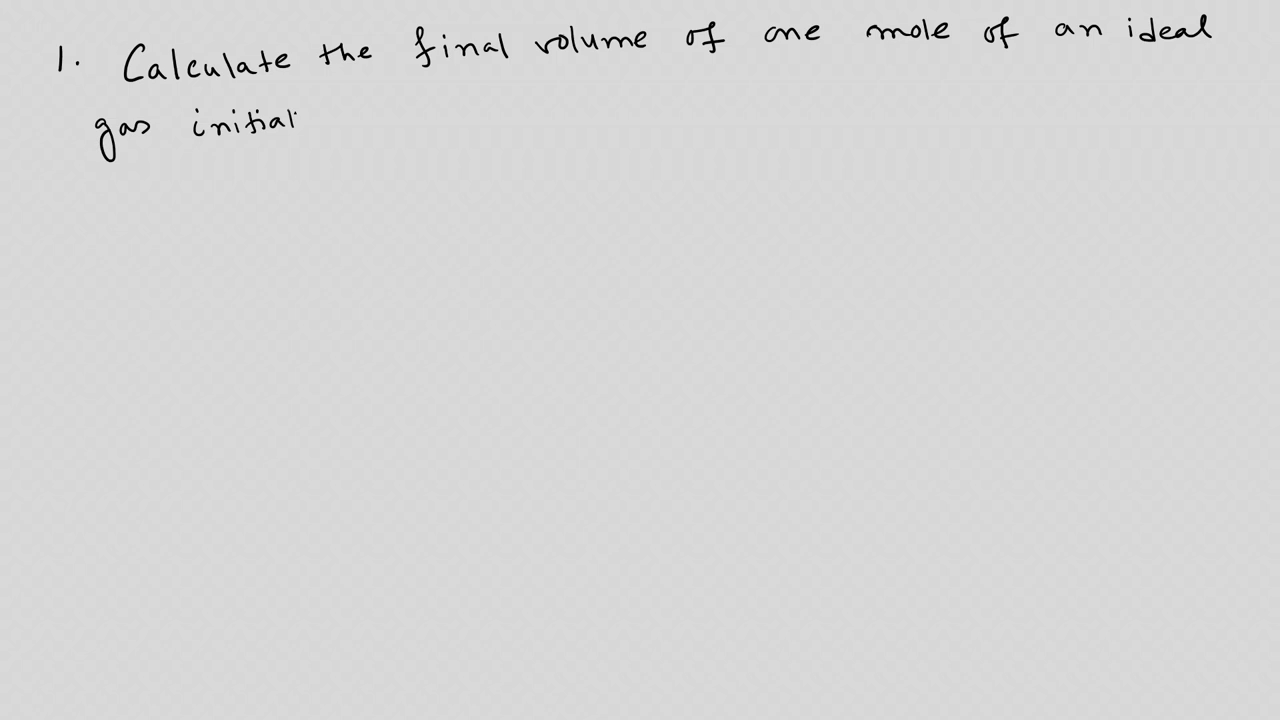 1. Calculate the final volume of one mole of an ideal
gas initial